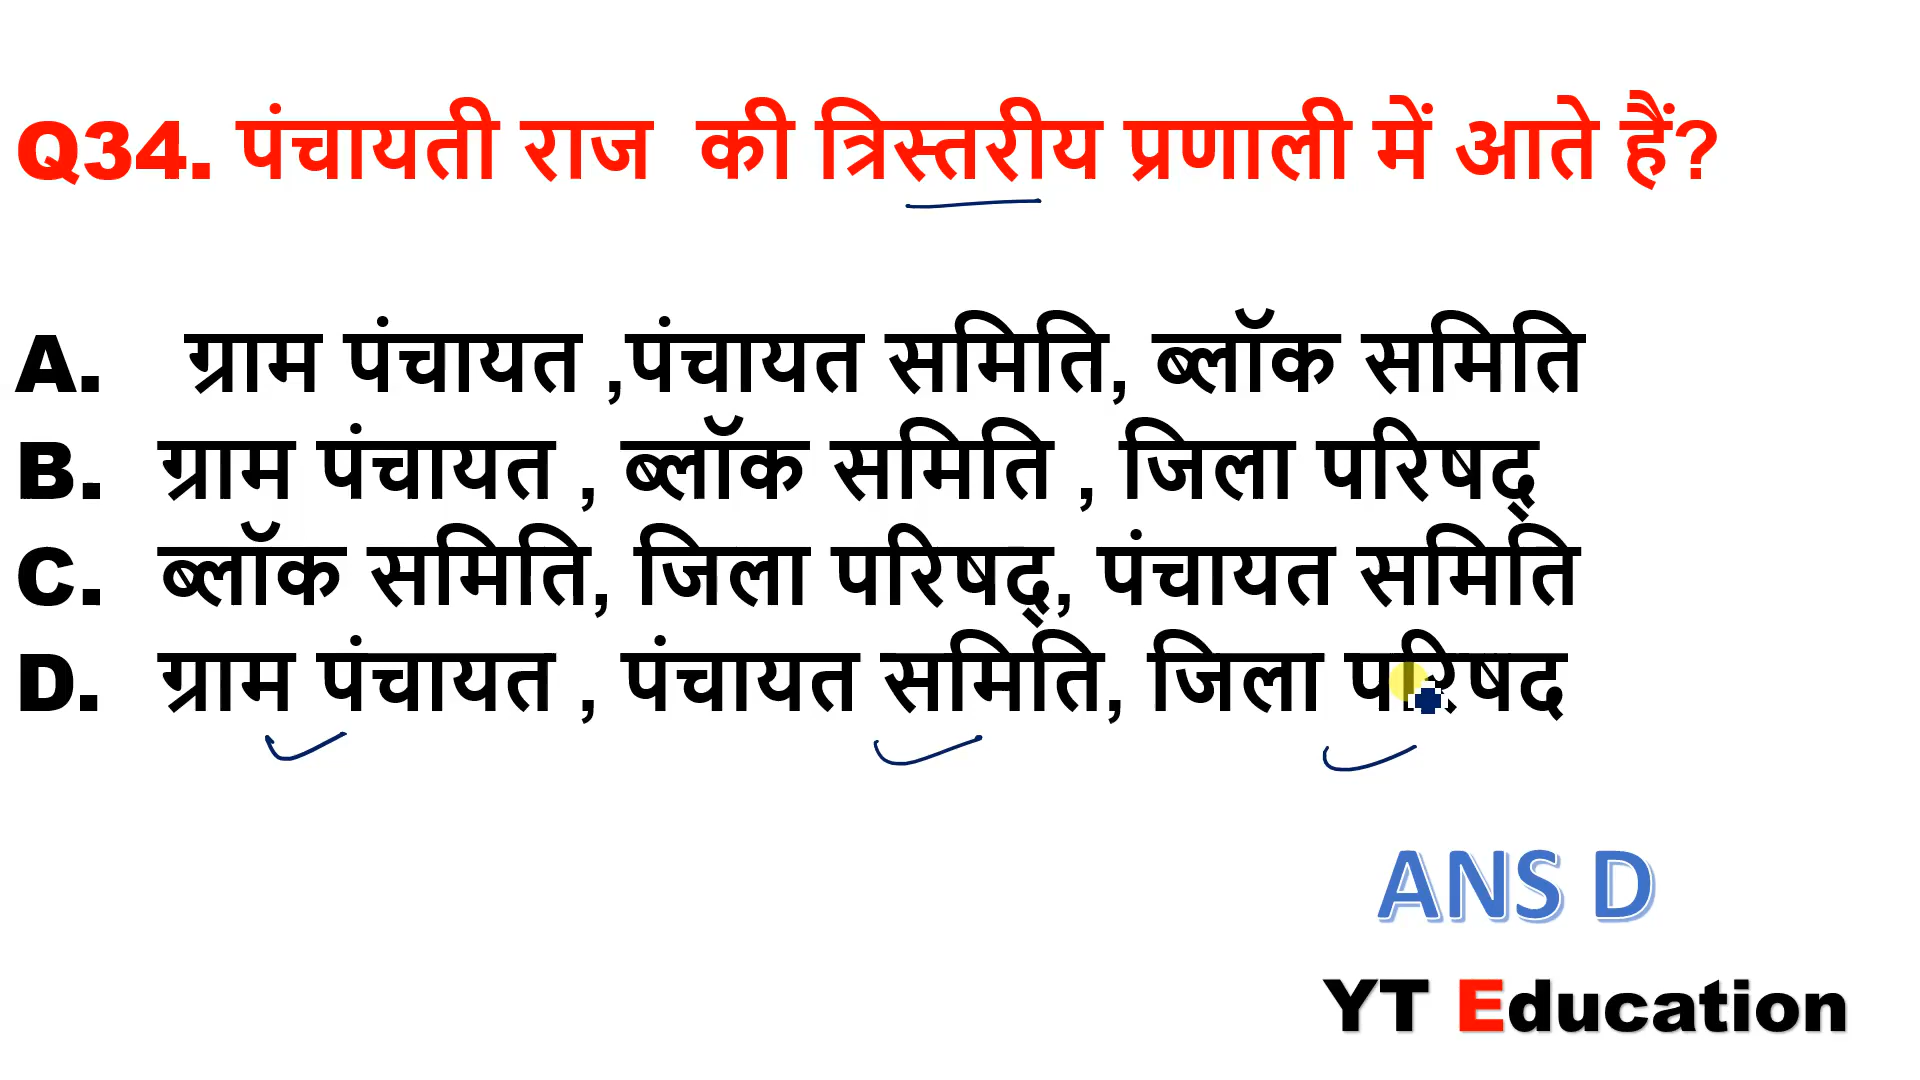 Q34. पंचायती राज की त्रिस्तरीय प्रणाली में आते हैं?
A. ग्राम पंचायत ,पंचायत समिति, ब्लॉक समिति
B. ग्राम पंचायत , ब्लॉक समिति , जिला परिषद्
C. ब्लॉक समिति, जिला परिषद्, पंचायत समिति
D. ग्राम पंचायत , पंचायत समिति, जिला परिषद
ANS D
YT Education